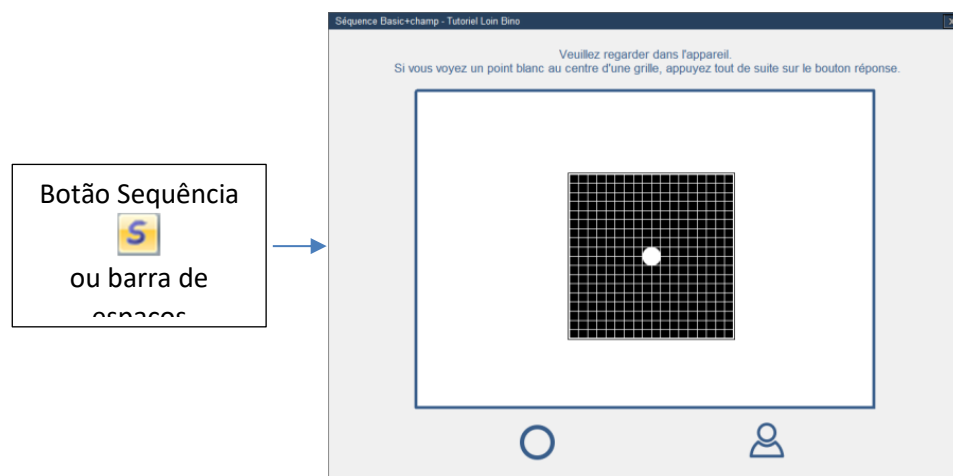 Séquence Basic+champ - Tutoriel Loin Bino
x
Veuillez regarder dans l'appareil.
Si vous voyez un point blanc au centre d'une grille, appuyez tout de suite sur le bouton réponse.
Botão Sequência
S
ou barra de
espaços